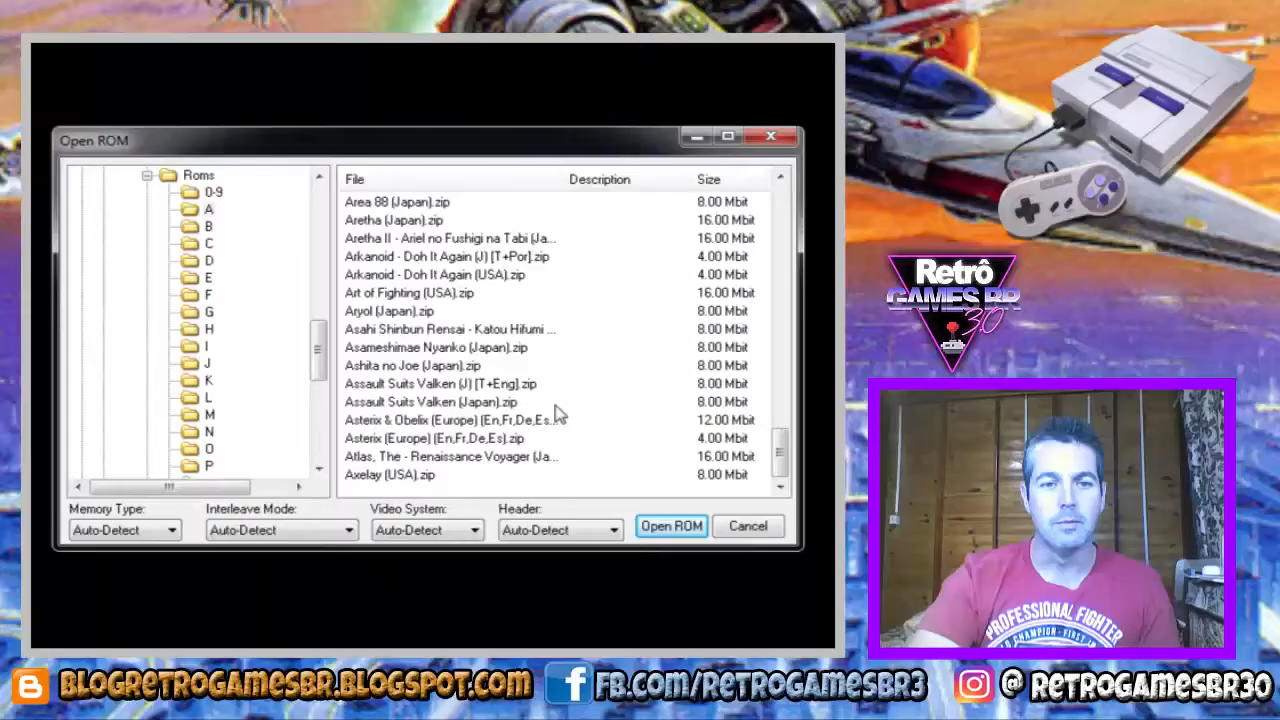 Open ROM
Roms
0-9
A
B
C
D
E
F
G
H
I
J
K
L
M
N
O
P
File Description Size
Area 88 (Japan).zip 8.00 Mbit
Aretha (Japan).zip 16.00 Mbit
Aretha II - Ariel no Fushigi na Tabi (Ja... 16.00 Mbit
Arkanoid - Doh It Again (J) [T+Por].zip 4.00 Mbit
Arkanoid - Doh It Again (USA).zip 4.00 Mbit
Art of Fighting (USA).zip 16.00 Mbit
Aryol (Japan).zip 8.00 Mbit
Asahi Shinbun Rensai - Katou Hifumi ... 8.00 Mbit
Asameshimae Nyanko (Japan).zip 8.00 Mbit
Ashita no Joe (Japan).zip 8.00 Mbit
Assault Suits Valken (J) [T+Eng].zip 8.00 Mbit
Assault Suits Valken (Japan).zip 8.00 Mbit
Asterix & Obelix (Europe) (En,Fr,De,Es... 12.00 Mbit
Asterix (Europe) (En,Fr,De,Es).zip 4.00 Mbit
Atlas, The - Renaissance Voyager (Ja... 16.00 Mbit
Axelay (USA).zip 8.00 Mbit
Memory Type: Interleave Mode: Video System: Header:
Auto-Detect Auto-Detect Auto-Detect Auto-Detect Open ROM Cancel
Retrô
GAMES BR
3.0
PROFESSIONAL FIGHTER
CHAMPION - FIRST
BLOGRETROGAMESBR.BLOGSPOT.COM FB.COM/RETROGAMESBR3 @RETROGAMESBR30